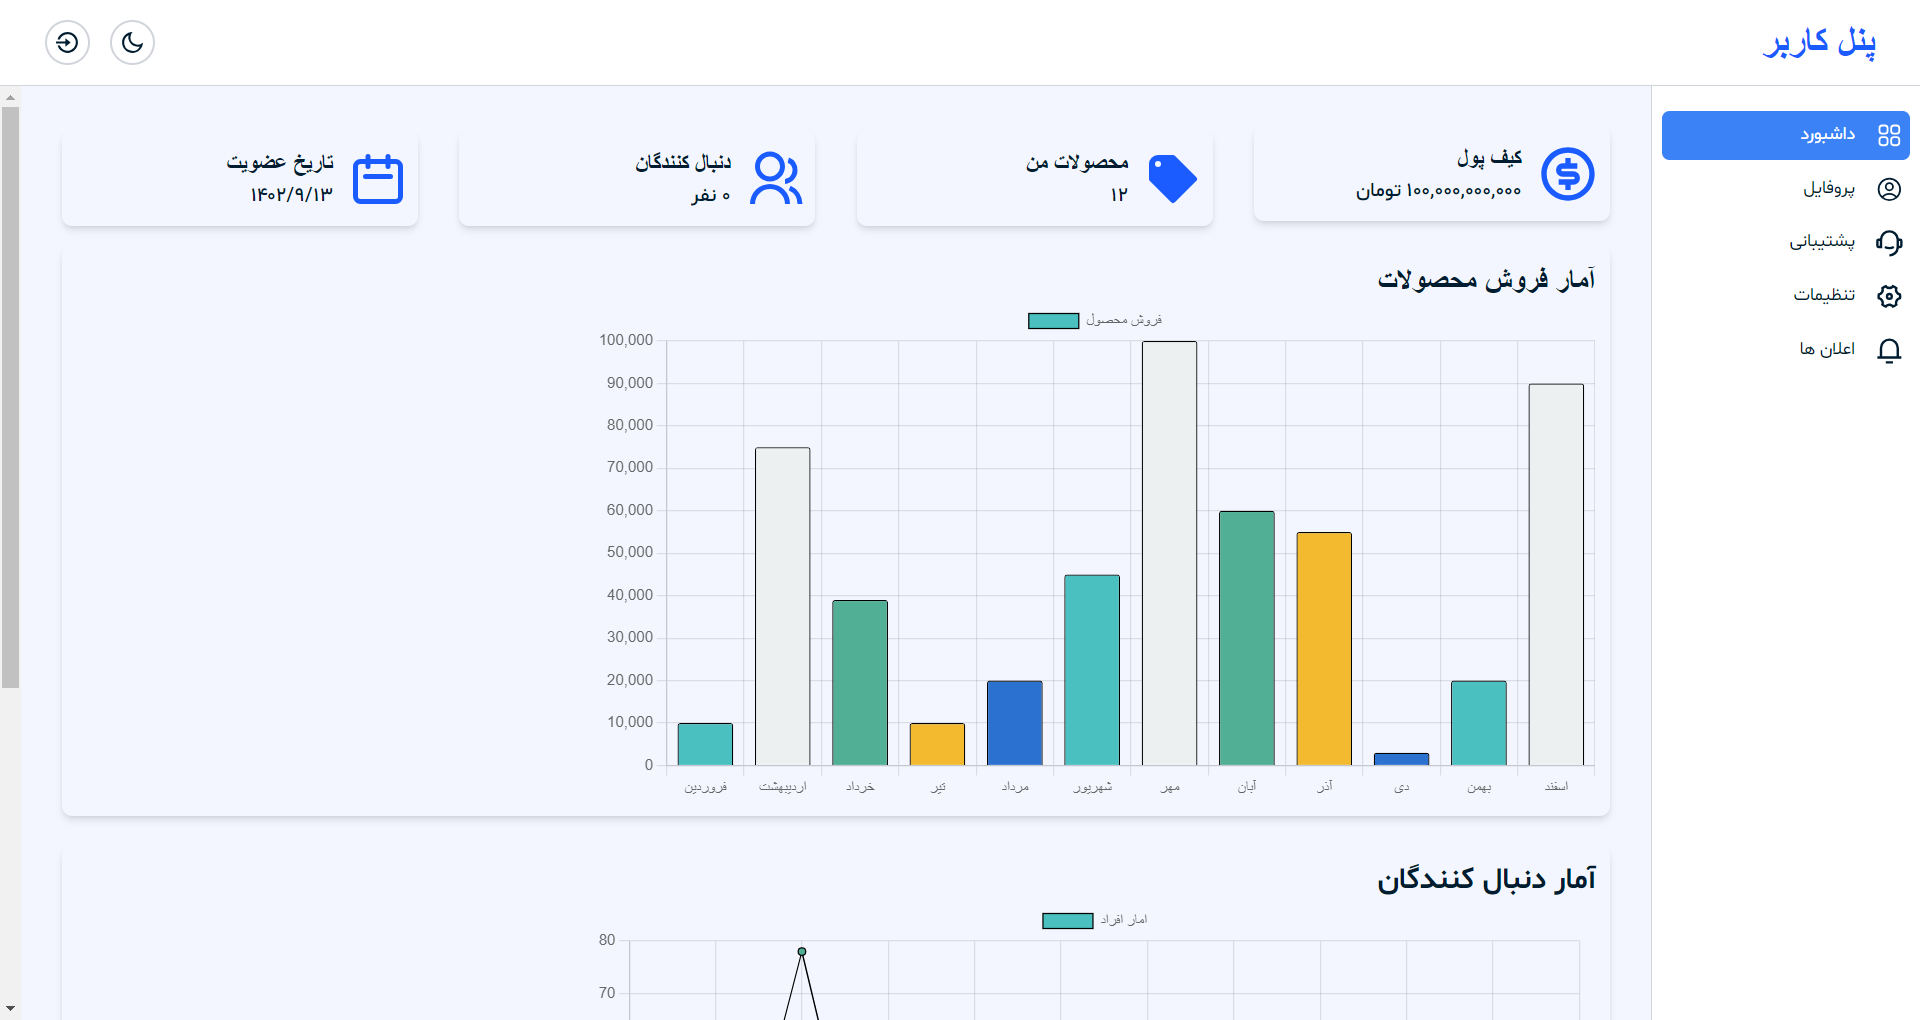 پنل کاربر
داشبورد
پروفایل
پشتیبانی
تنظیمات
اعلان ها
کیف پول
۱۰۰,۰۰۰,۰۰۰,۰۰۰ تومان
محصولات من
۱۲
دنبال کنندگان
۰ نفر
تاریخ عضویت
۱۴۰۲/۹/۱۳
آمار فروش محصولات
فروش محصول
100,000
90,000
80,000
70,000
60,000
50,000
40,000
30,000
20,000
10,000
0
فروردین
اردیبهشت
خرداد
تیر
مرداد
شهریور
مهر
آبان
آذر
دی
بهمن
اسفند
آمار دنبال کنندگان
امار افراد
80
70